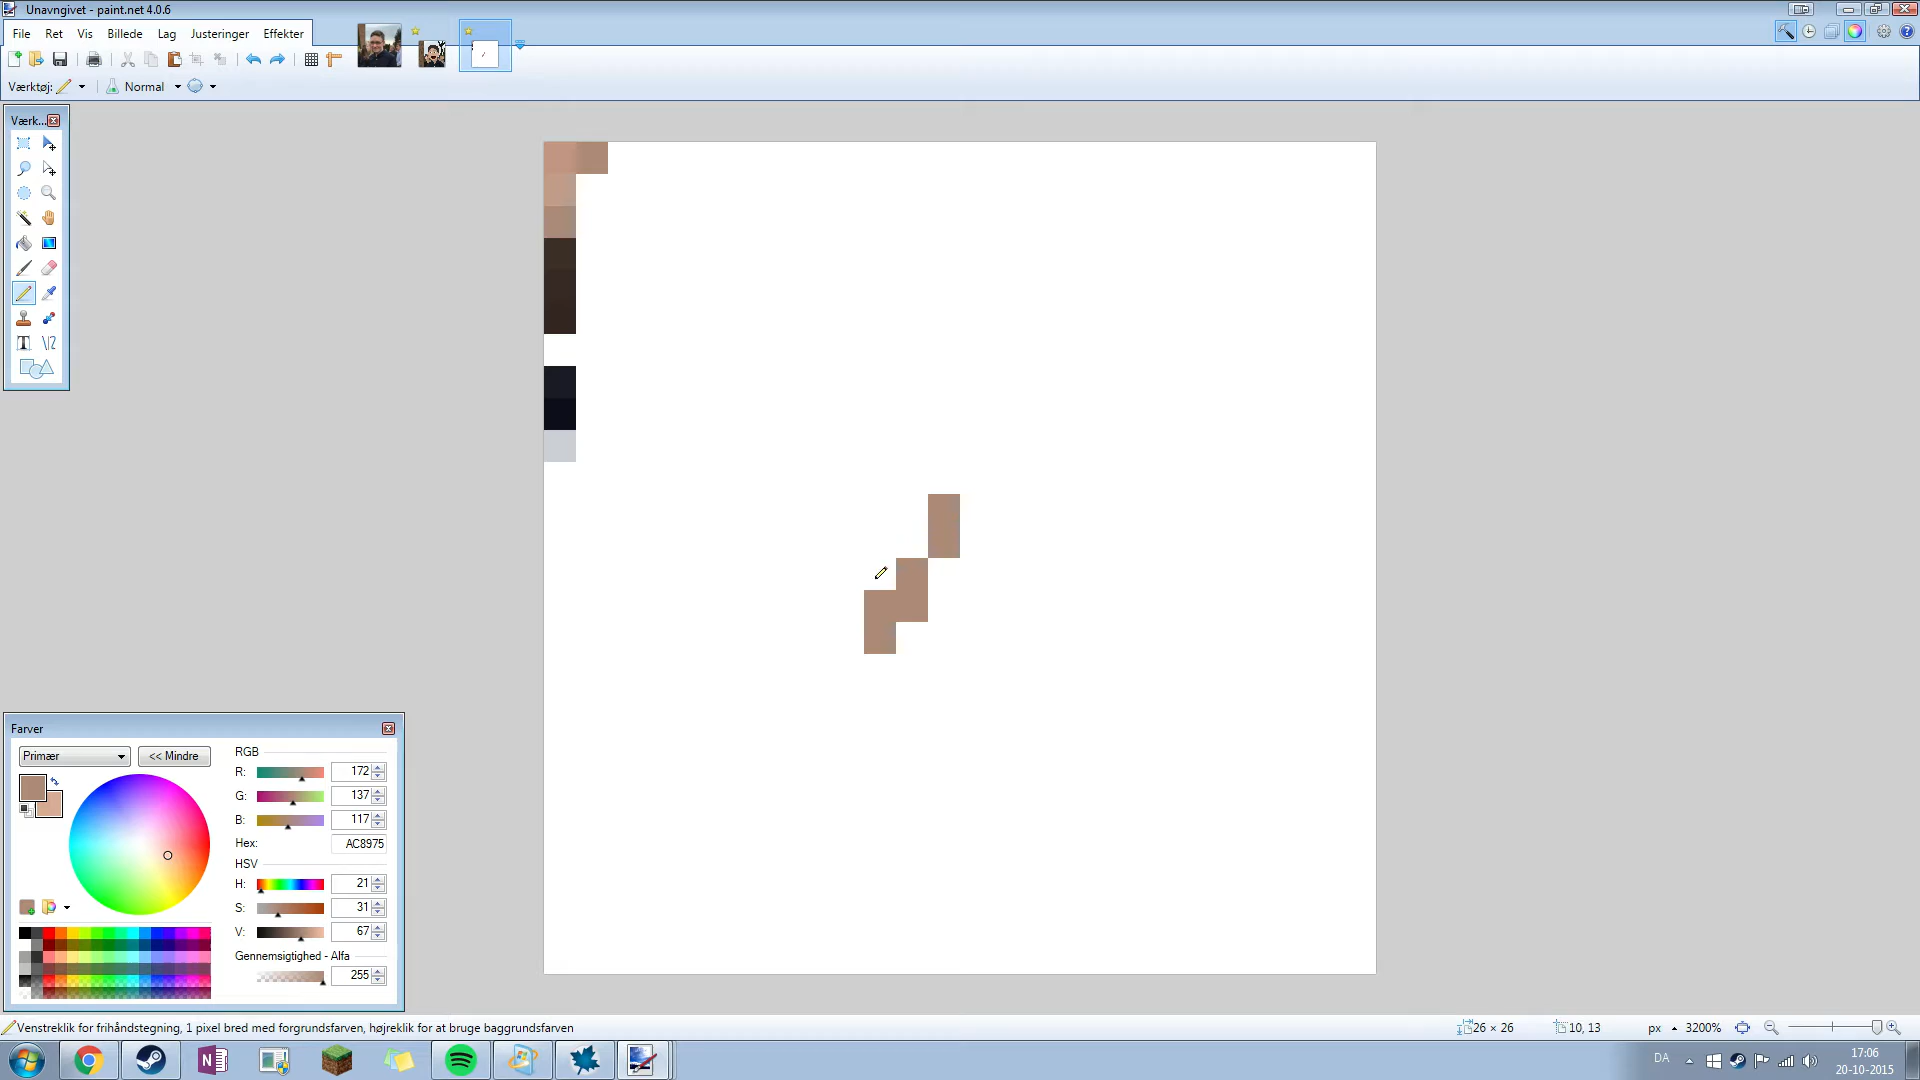 Unavngivet - paint.net 4.0.6
File Ret Vis Billede Lag Justeringer Effekter
Værktøj: Normal
Værk...
Farver
Primær << Mindre
RGB
R: 172
G: 137
B: 117
Hex: AC8975
HSV
H: 21
S: 31
V: 67
Gennemsigtighed - Alfa
255
Venstreklik for frihåndstegning, 1 pixel bred med forgrundsfarven, højreklik for at bruge baggrundsfarven
26 × 26 10, 13 px 3200%
DA 17:06
20-10-2015